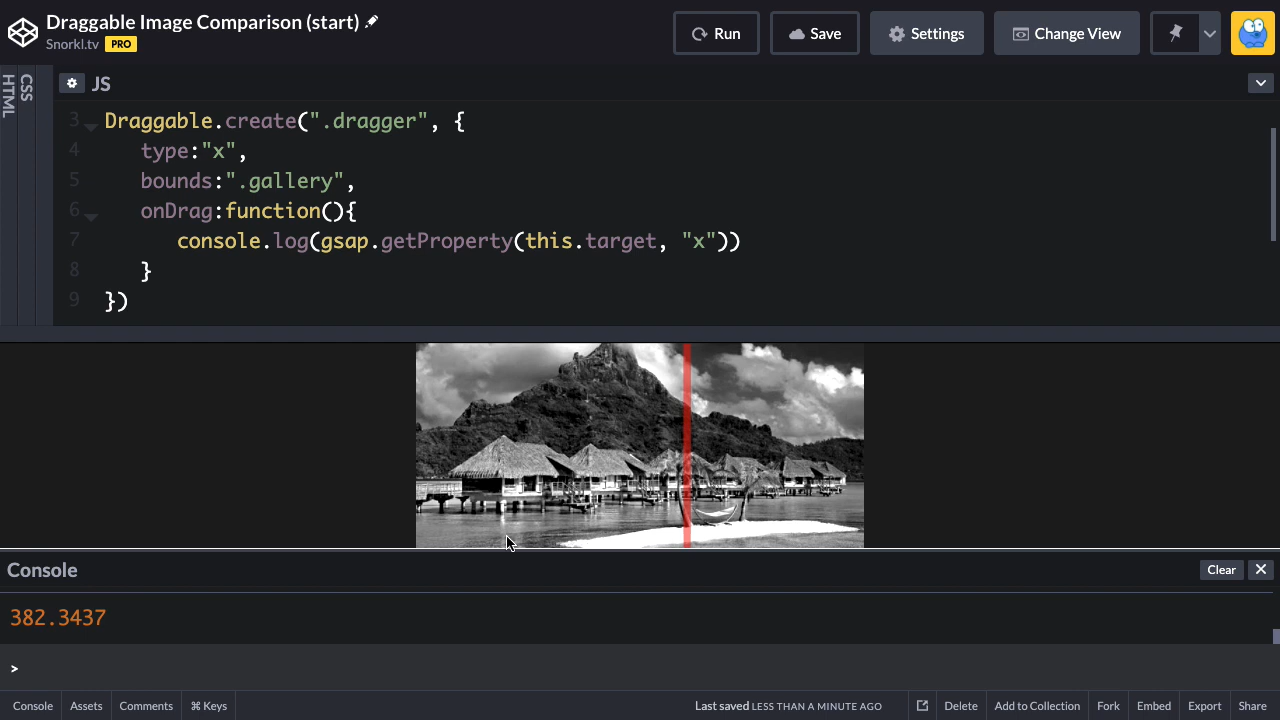 Draggable Image Comparison (start)
Snorkl.tv PRO
Run
Save
Settings
Change View
HTML
CSS
JS
3 Draggable.create(".dragger", {
4 type:"x",
5 bounds:".gallery",
6 onDrag:function(){
7 console.log(gsap.getProperty(this.target, "x"))
8 }
9 })
Console
Clear
382.3437
>
Console Assets Comments ⌘ Keys Last saved LESS THAN A MINUTE AGO Delete Add to Collection Fork Embed Export Share